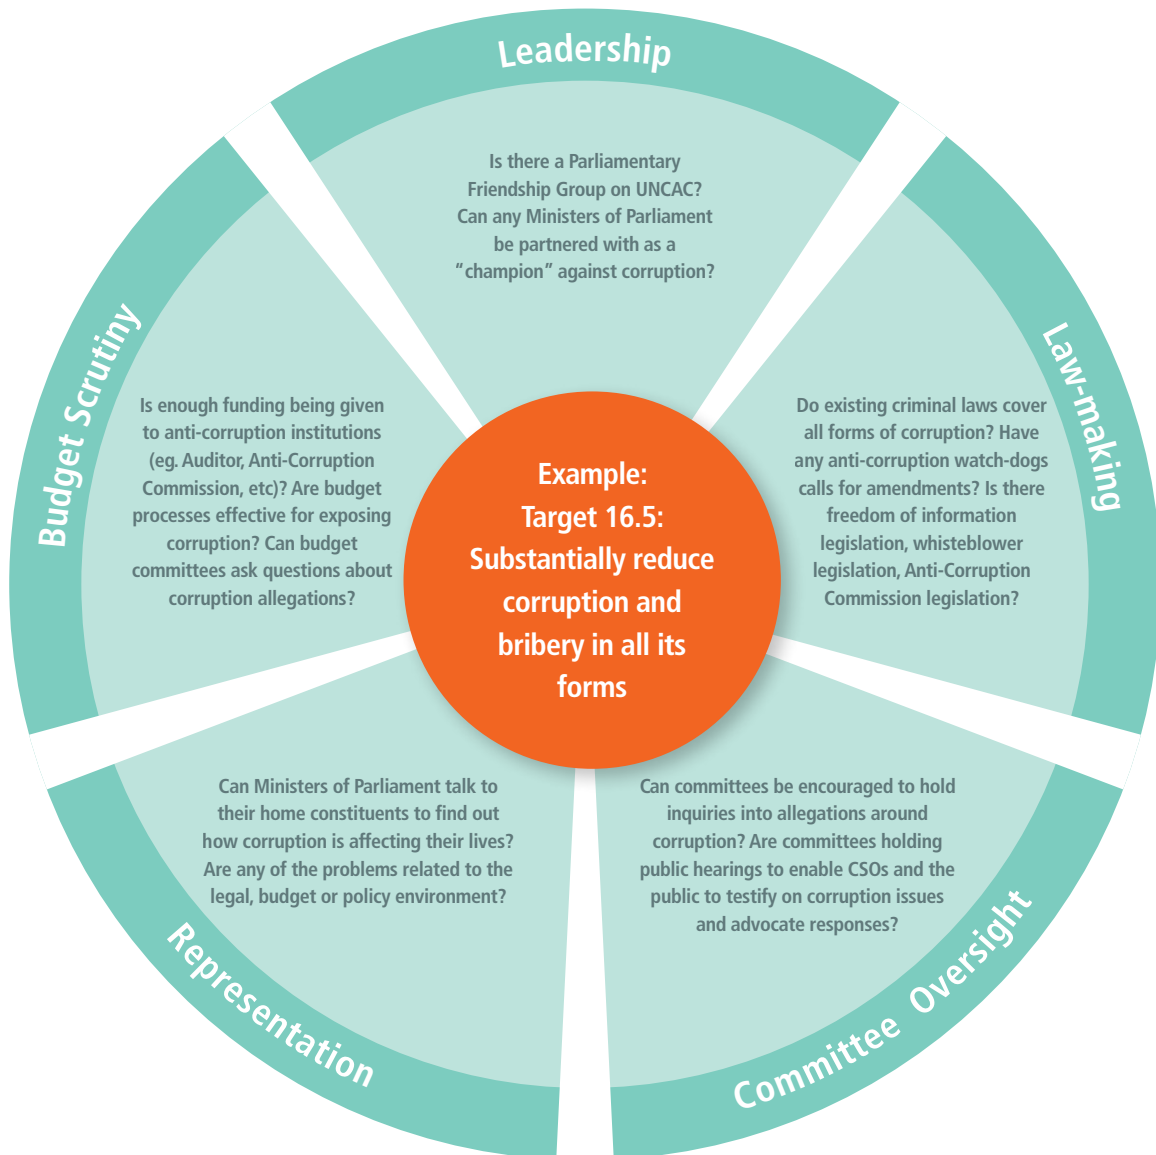 Leadership
Is there a Parliamentary
Friendship Group on UNCAC?
Can any Ministers of Parliament
be partnered with as a
“champion” against corruption?
Law-making
Do existing criminal laws cover
all forms of corruption? Have
any anti-corruption watch-dogs
calls for amendments? Is there
freedom of information
legislation, whisteblower
legislation, Anti-Corruption
Commission legislation?
Committee Oversight
Can committees be encouraged to hold
inquiries into allegations around
corruption? Are committees holding
public hearings to enable CSOs and the
public to testify on corruption issues
and advocate responses?
Representation
Can Ministers of Parliament talk to
their home constituents to find out
how corruption is affecting their lives?
Are any of the problems related to the
legal, budget or policy environment?
Budget Scrutiny
Is enough funding being given
to anti-corruption institutions
(eg. Auditor, Anti-Corruption
Commission, etc)? Are budget
processes effective for exposing
corruption? Can budget
committees ask questions about
corruption allegations?
Example:
Target 16.5:
Substantially reduce
corruption and
bribery in all its
forms